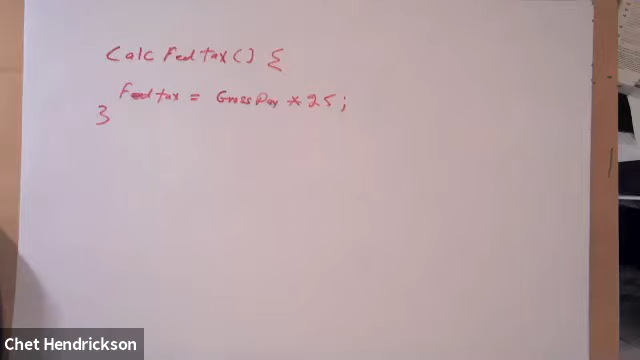 Calc Fed tax() {
Fed tax = Gross Pay * 25;
}
Chet Hendrickson